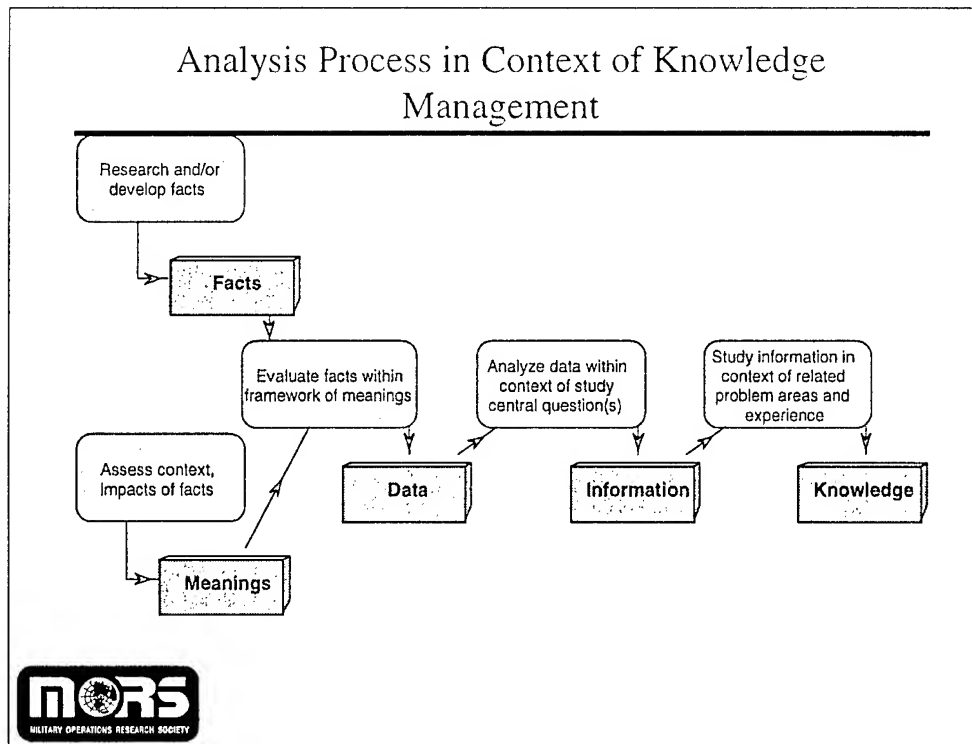 Analysis Process in Context of Knowledge
Management
Research and/or
develop facts
Facts
Evaluate facts within
framework of meanings
Analyze data within
context of study
central question(s)
Study information in
context of related
problem areas and
experience
Assess context,
Impacts of facts
Data
Information
Knowledge
Meanings
MORS
MILITARY OPERATIONS RESEARCH SOCIETY